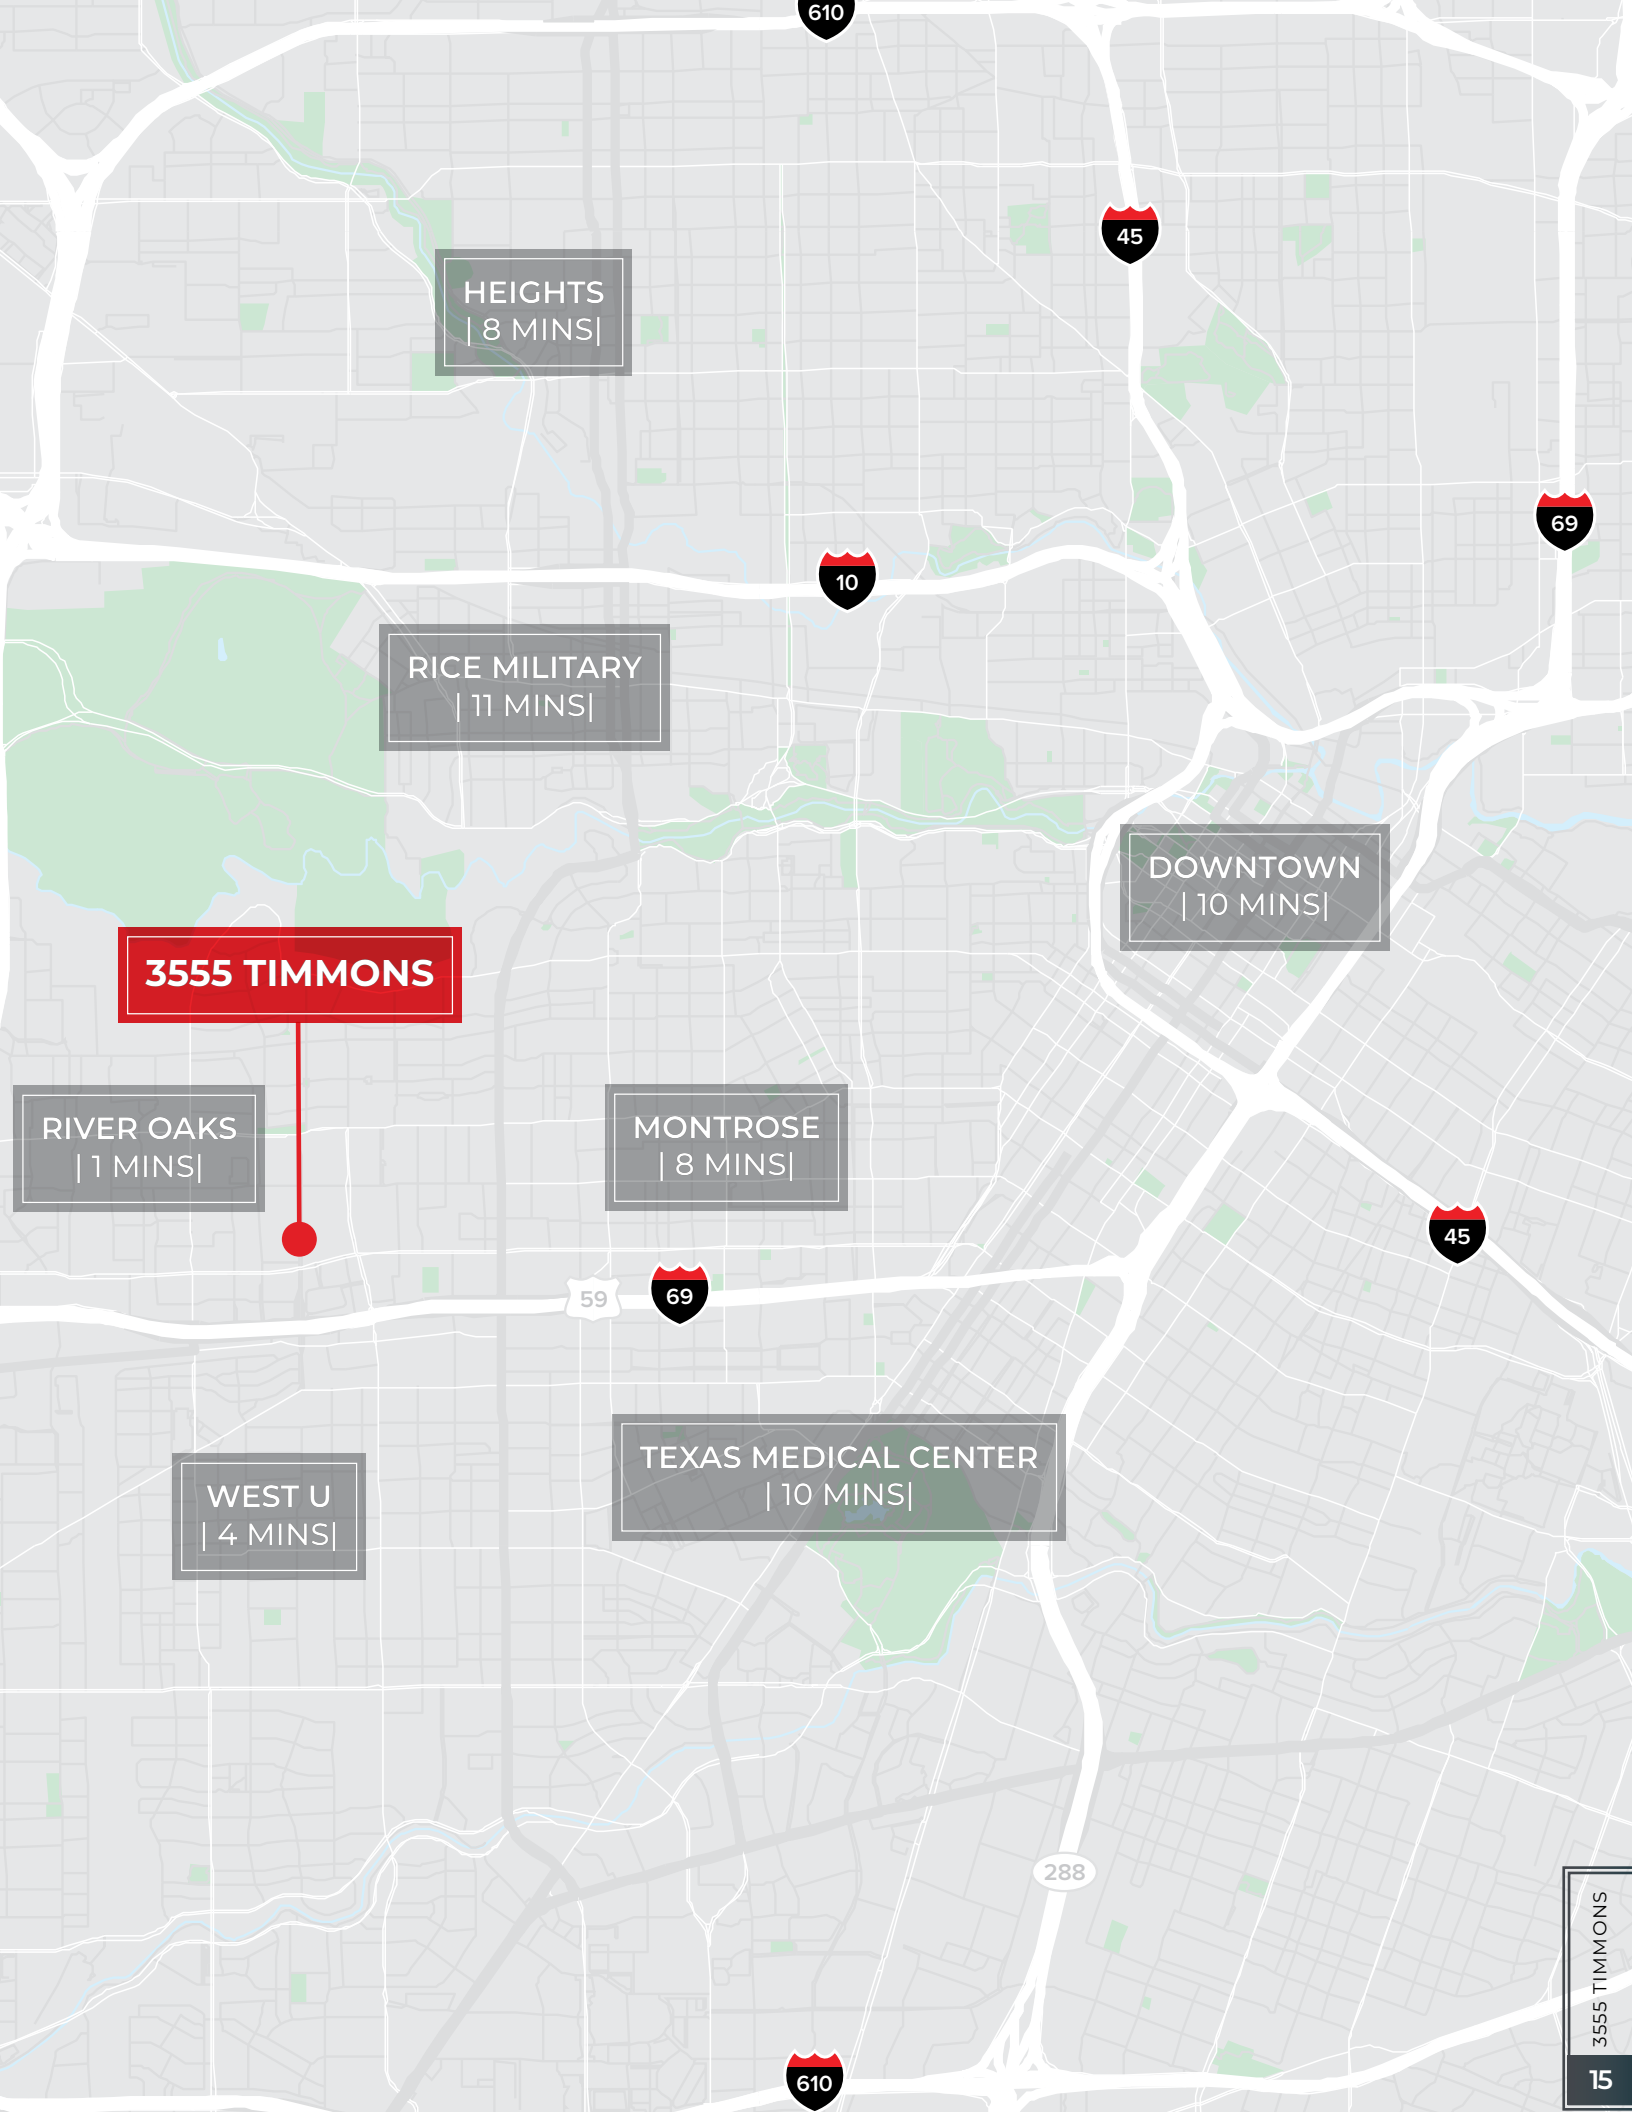 610
45
HEIGHTS
| 8 MINS|
69
10
RICE MILITARY
| 11 MINS|
DOWNTOWN
| 10 MINS|
3555 TIMMONS
RIVER OAKS
| 1 MINS|
MONTROSE
| 8 MINS|
45
59
69
TEXAS MEDICAL CENTER
| 10 MINS|
WEST U
| 4 MINS|
288
3555 TIMMONS
610
15